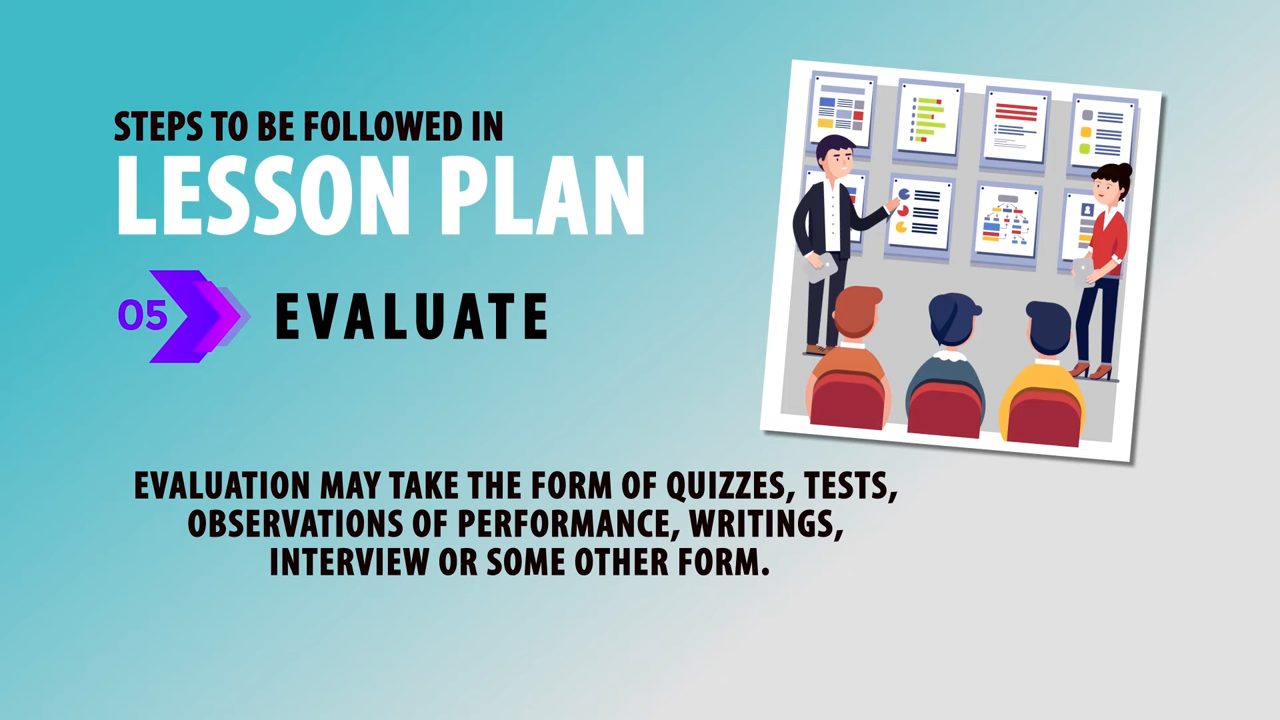 STEPS TO BE FOLLOWED IN
LESSON PLAN
05
EVALUATE
EVALUATION MAY TAKE THE FORM OF QUIZZES, TESTS,
OBSERVATIONS OF PERFORMANCE, WRITINGS,
INTERVIEW OR SOME OTHER FORM.